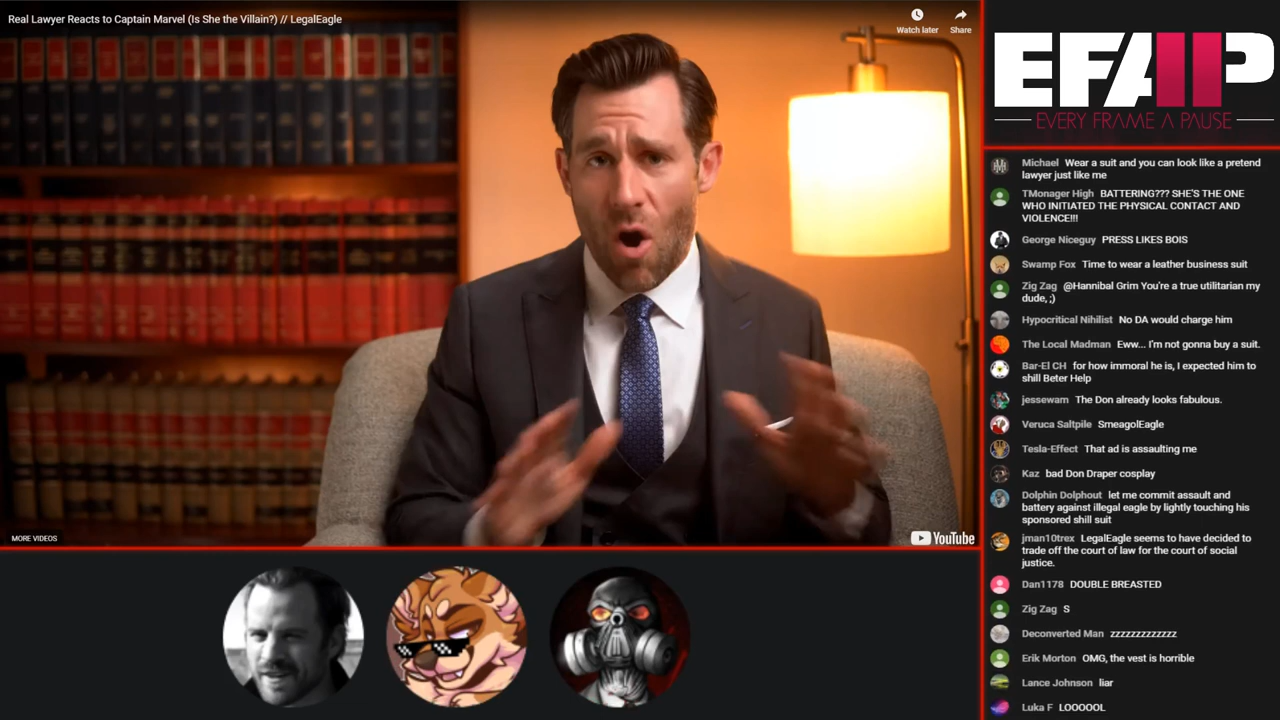 Real Lawyer Reacts to Captain Marvel (Is She the Villain?) // LegalEagle
Watch later
Share
MORE VIDEOS
YouTube
EFAP
EVERY FRAME A PAUSE
Michael Wear a suit and you can look like a pretend
lawyer just like me
TMonager High BATTERING??? SHE'S THE ONE
WHO INITIATED THE PHYSICAL CONTACT AND
VIOLENCE!!!
George Niceguy PRESS LIKES BOIS
Swamp Fox Time to wear a leather business suit
Zig Zag @Hannibal Grim You're a true utilitarian my
dude, ;)
Hypocritical Nihilist No DA would charge him
The Local Madman Eww... I'm not gonna buy a suit.
Bar-El CH for how immoral he is, I expected him to
shill Beter Help
jessewam The Don already looks fabulous.
Veruca Saltpile SmeagolEagle
Tesla-Effect That ad is assaulting me
Kaz bad Don Draper cosplay
Dolphin Dolphout let me commit assault and
battery against illegal eagle by lightly touching his
sponsored shill suit
jman10trex LegalEagle seems to have decided to
trade off the court of law for the court of social
justice.
Dan1178 DOUBLE BREASTED
Zig Zag S
Deconverted Man zzzzzzzzzzzzz
Erik Morton OMG, the vest is horrible
Lance Johnson liar
Luka F LOOOOOL